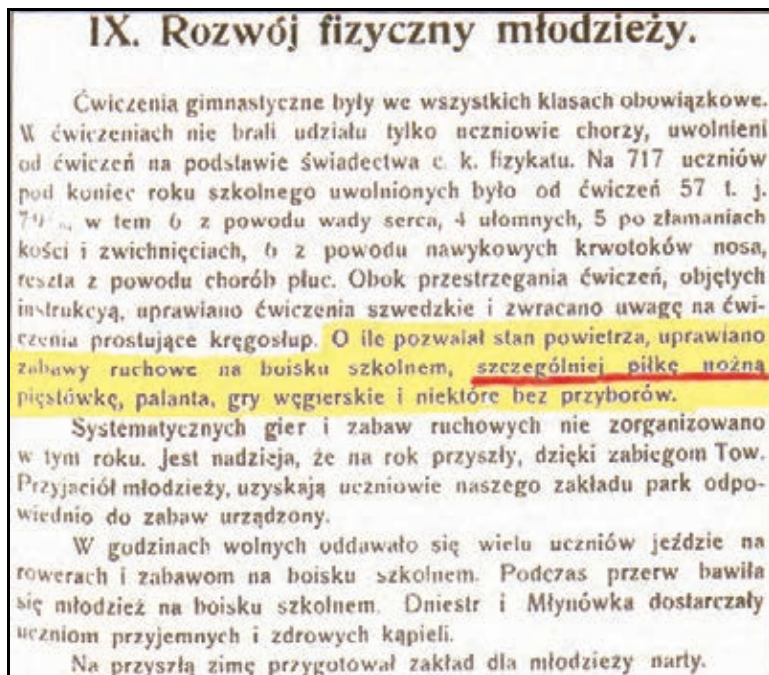 IX. Rozwój fizyczny młodzieży.
Ćwiczenia gimnastyczne były we wszystkich klasach obowiązkowe.
W ćwiczeniach nie brali udziału tylko uczniowie chorzy, uwolnieni
od ćwiczeń na podstawie świadectwa c. k. fizykatu. Na 717 uczniów
pod koniec roku szkolnego uwolnionych było od ćwiczeń 57 t. j.
w tem 6 z powodu wady serca, 4 ułomnych, 5 po złamaniach
kości i zwichnięciach, 6 z powodu nawykowych krwotoków nosa,
reszta z powodu chorób płuc. Obok przestrzegania ćwiczeń, objętych
instrukcyą, uprawiano ćwiczenia szwedzkie i zwracano uwagę na ćwi-
czenia prostujące kręgosłup. O ile pozwalał stan powietrza, uprawiano
zabawy ruchowe na boisku szkolnem, szczególniej piłkę nożną
pięstówkę, palanta, gry węgierskie i niektóre bez przyborów.
Systematycznych gier i zabaw ruchowych nie zorganizowano
w tym roku. Jest nadzieja, że na rok przyszły, dzięki zabiegom Tow.
Przyjaciół młodzieży, uzyskają uczniowie naszego zakładu park odpo-
wiednio do zabaw urządzony.
W godzinach wolnych oddawało się wielu uczniów jeździe na
rowerach i zabawom na boisku szkolnem. Podczas przerw bawiła
się młodzież na boisku szkolnem. Dniestr i Młynówka dostarczały
uczniom przyjemnych i zdrowych kąpieli.
Na przyszłą zimę przygotował zakład dla młodzieży narty.